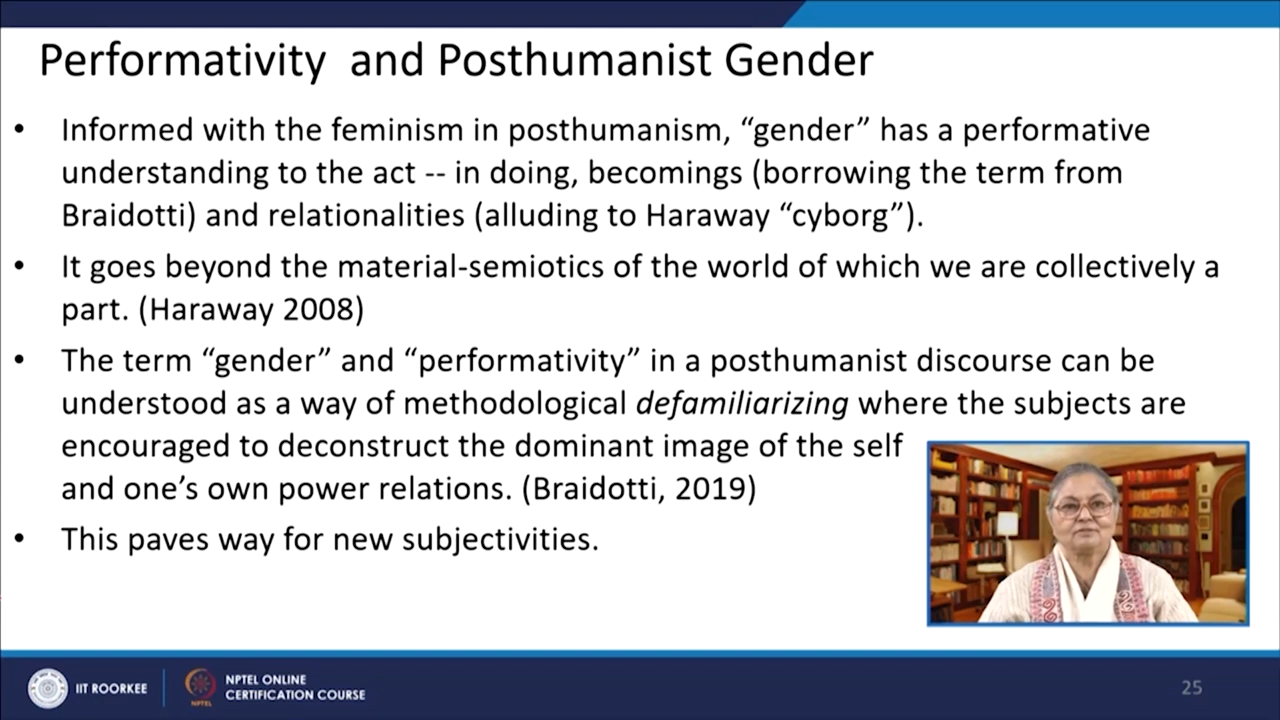 Performativity and Posthumanist Gender
• Informed with the feminism in posthumanism, “gender” has a performative
understanding to the act -- in doing, becomings (borrowing the term from
Braidotti) and relationalities (alluding to Haraway “cyborg”).
• It goes beyond the material-semiotics of the world of which we are collectively a
part. (Haraway 2008)
• The term “gender” and “performativity” in a posthumanist discourse can be
understood as a way of methodological defamiliarizing where the subjects are
encouraged to deconstruct the dominant image of the self
and one’s own power relations. (Braidotti, 2019)
• This paves way for new subjectivities.
IIT ROORKEE
NPTEL
NPTEL ONLINE
CERTIFICATION COURSE
25